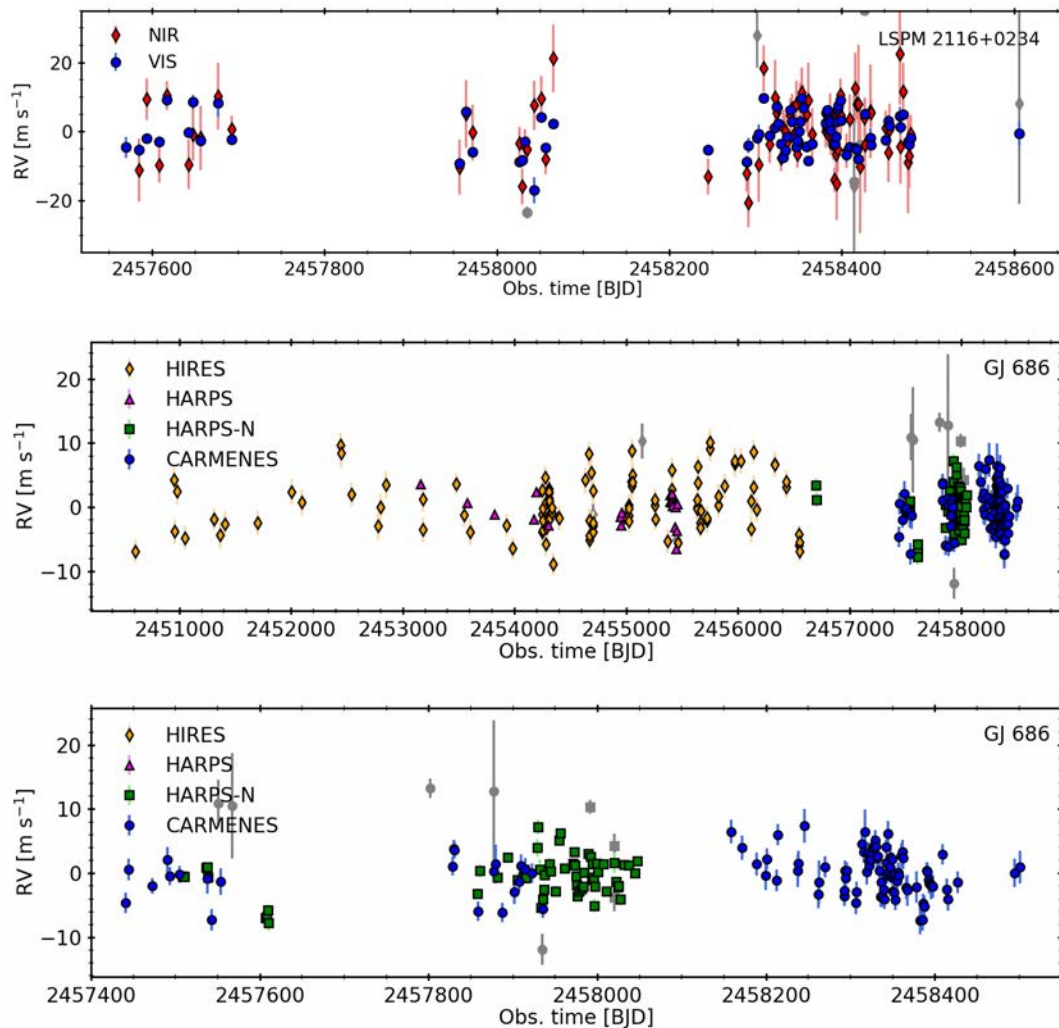 NIR
VIS
LSPM 2116+0234
RV [m s⁻¹]
20
0
−20
2457600 2457800 2458000 2458200 2458400 2458600
Obs. time [BJD]
HIRES
HARPS
HARPS-N
CARMENES
GJ 686
RV [m s⁻¹]
20
10
0
−10
2451000 2452000 2453000 2454000 2455000 2456000 2457000 2458000
Obs. time [BJD]
HIRES
HARPS
HARPS-N
CARMENES
GJ 686
RV [m s⁻¹]
20
10
0
−10
2457400 2457600 2457800 2458000 2458200 2458400
Obs. time [BJD]